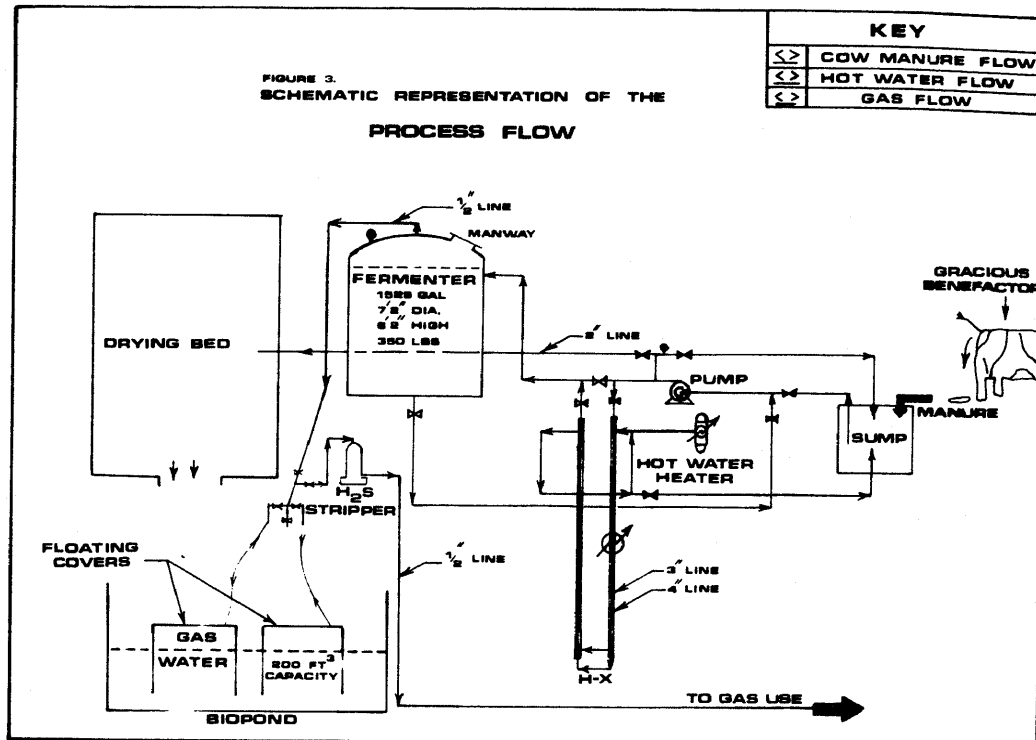 KEY
<> COW MANURE FLOW
<> HOT WATER FLOW
<> GAS FLOW
FIGURE 3.
SCHEMATIC REPRESENTATION OF THE
PROCESS FLOW
1/2" LINE
MANWAY
FERMENTER
1525 GAL
7'2" DIA.
6'2" HIGH
350 LBS
DRYING BED
2" LINE
GRACIOUS
BENEFACTOR
PUMP
MANURE
SUMP
HOT WATER
HEATER
H2S
STRIPPER
FLOATING
COVERS
1/2" LINE
3" LINE
4" LINE
GAS
WATER
200 FT3
CAPACITY
H-X
TO GAS USE
BIOPOND